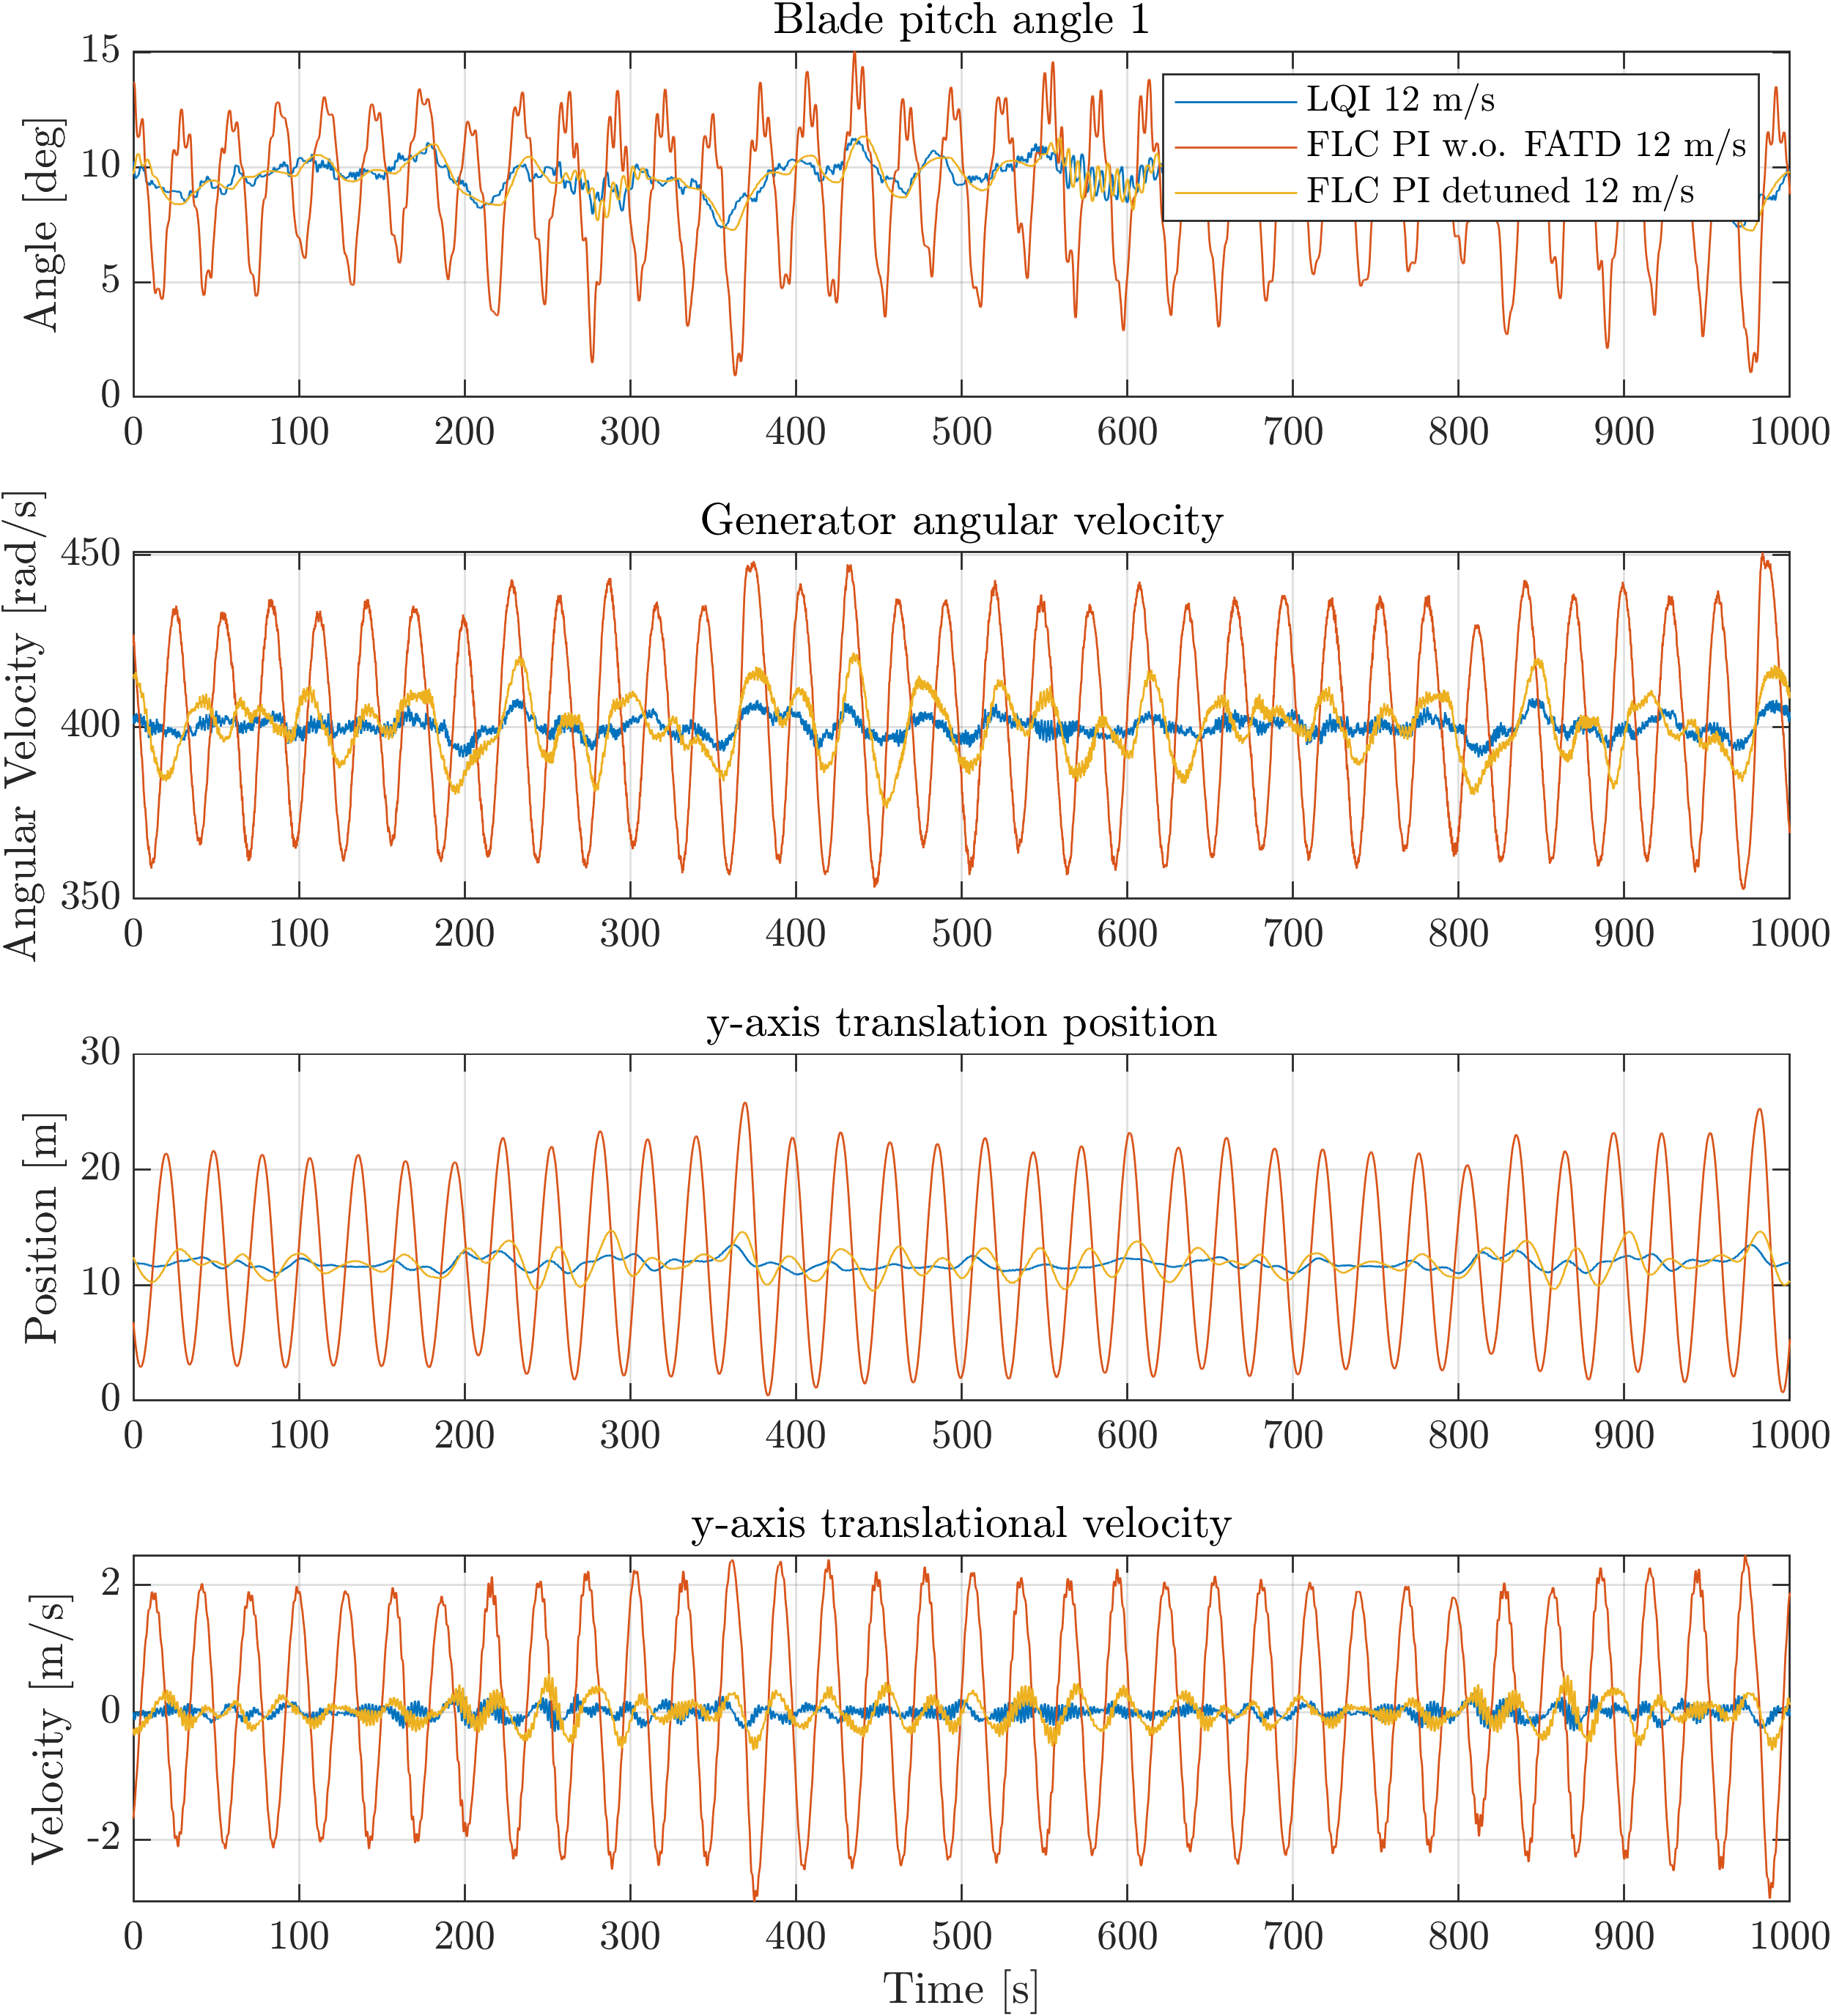 Blade pitch angle 1
Angle [deg]
15
10
5
0
LQI 12 m/s
FLC PI w.o. FATD 12 m/s
FLC PI detuned 12 m/s
0 100 200 300 400 500 600 700 800 900 1000
Generator angular velocity
Angular Velocity [rad/s]
450
400
350
0 100 200 300 400 500 600 700 800 900 1000
y-axis translation position
Position [m]
30
20
10
0
0 100 200 300 400 500 600 700 800 900 1000
y-axis translational velocity
Velocity [m/s]
2
0
-2
0 100 200 300 400 500 600 700 800 900 1000
Time [s]